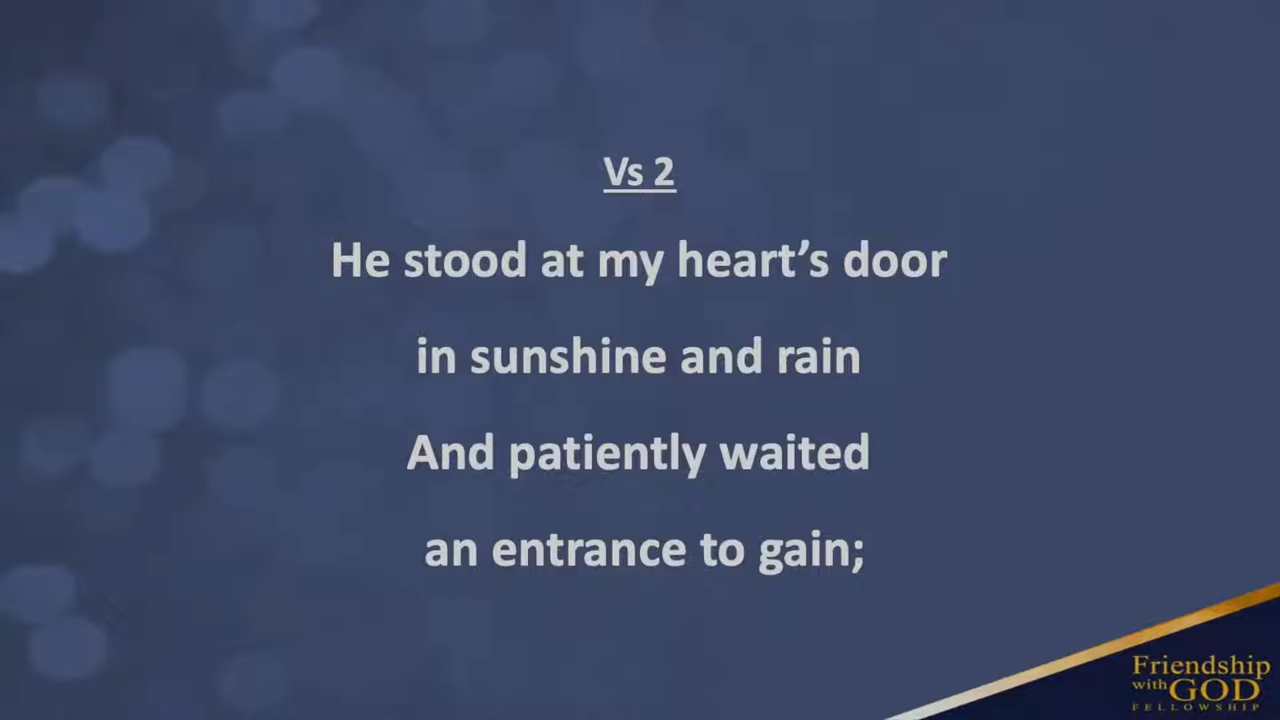 Vs 2
He stood at my heart’s door
in sunshine and rain
And patiently waited
an entrance to gain;
Friendship
with GOD
FELLOWSHIP